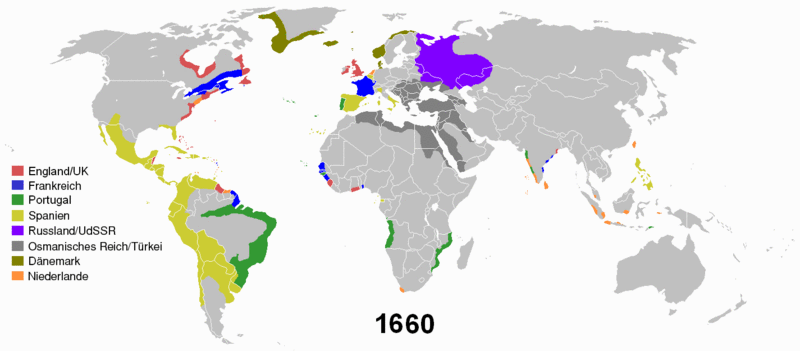 England/UK
Frankreich
Portugal
Spanien
Russland/UdSSR
Osmanisches Reich/Türkei
Dänemark
Niederlande
1660